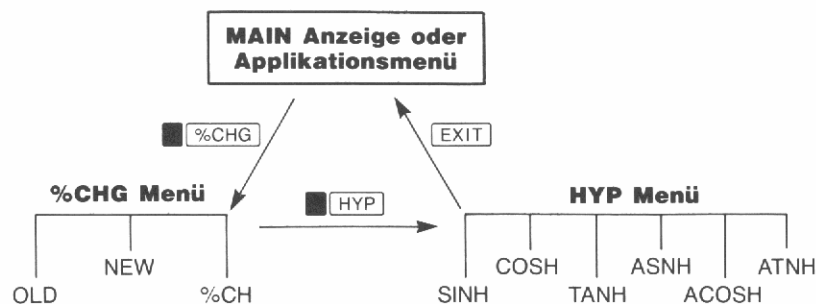 MAIN Anzeige oder
Applikationsmenü
%CHG
EXIT
%CHG Menü
HYP
HYP Menü
OLD
NEW
%CH
SINH
COSH
TANH
ASNH
ACOSH
ATNH